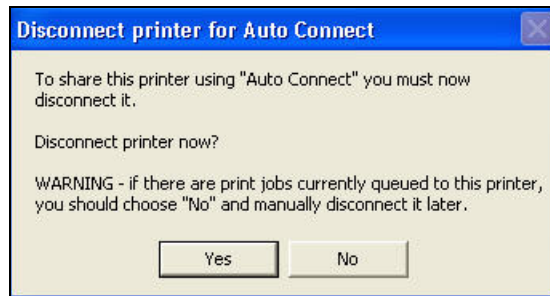 Disconnect printer for Auto Connect
To share this printer using "Auto Connect" you must now
disconnect it.
Disconnect printer now?
WARNING - if there are print jobs currently queued to this printer,
you should choose "No" and manually disconnect it later.
Yes
No